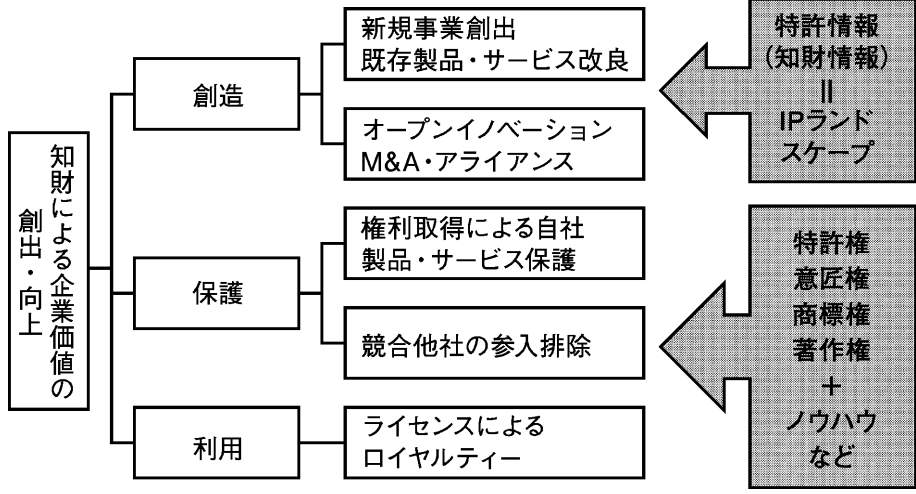 知財による企業価値の
創出・向上
創造
新規事業創出
既存製品・サービス改良
オープンイノベーション
M&A・アライアンス
保護
権利取得による自社
製品・サービス保護
競合他社の参入排除
利用
ライセンスによる
ロイヤルティー
特許情報
（知財情報）
＝
IPランド
スケープ
特許権
意匠権
商標権
著作権
＋
ノウハウ
など